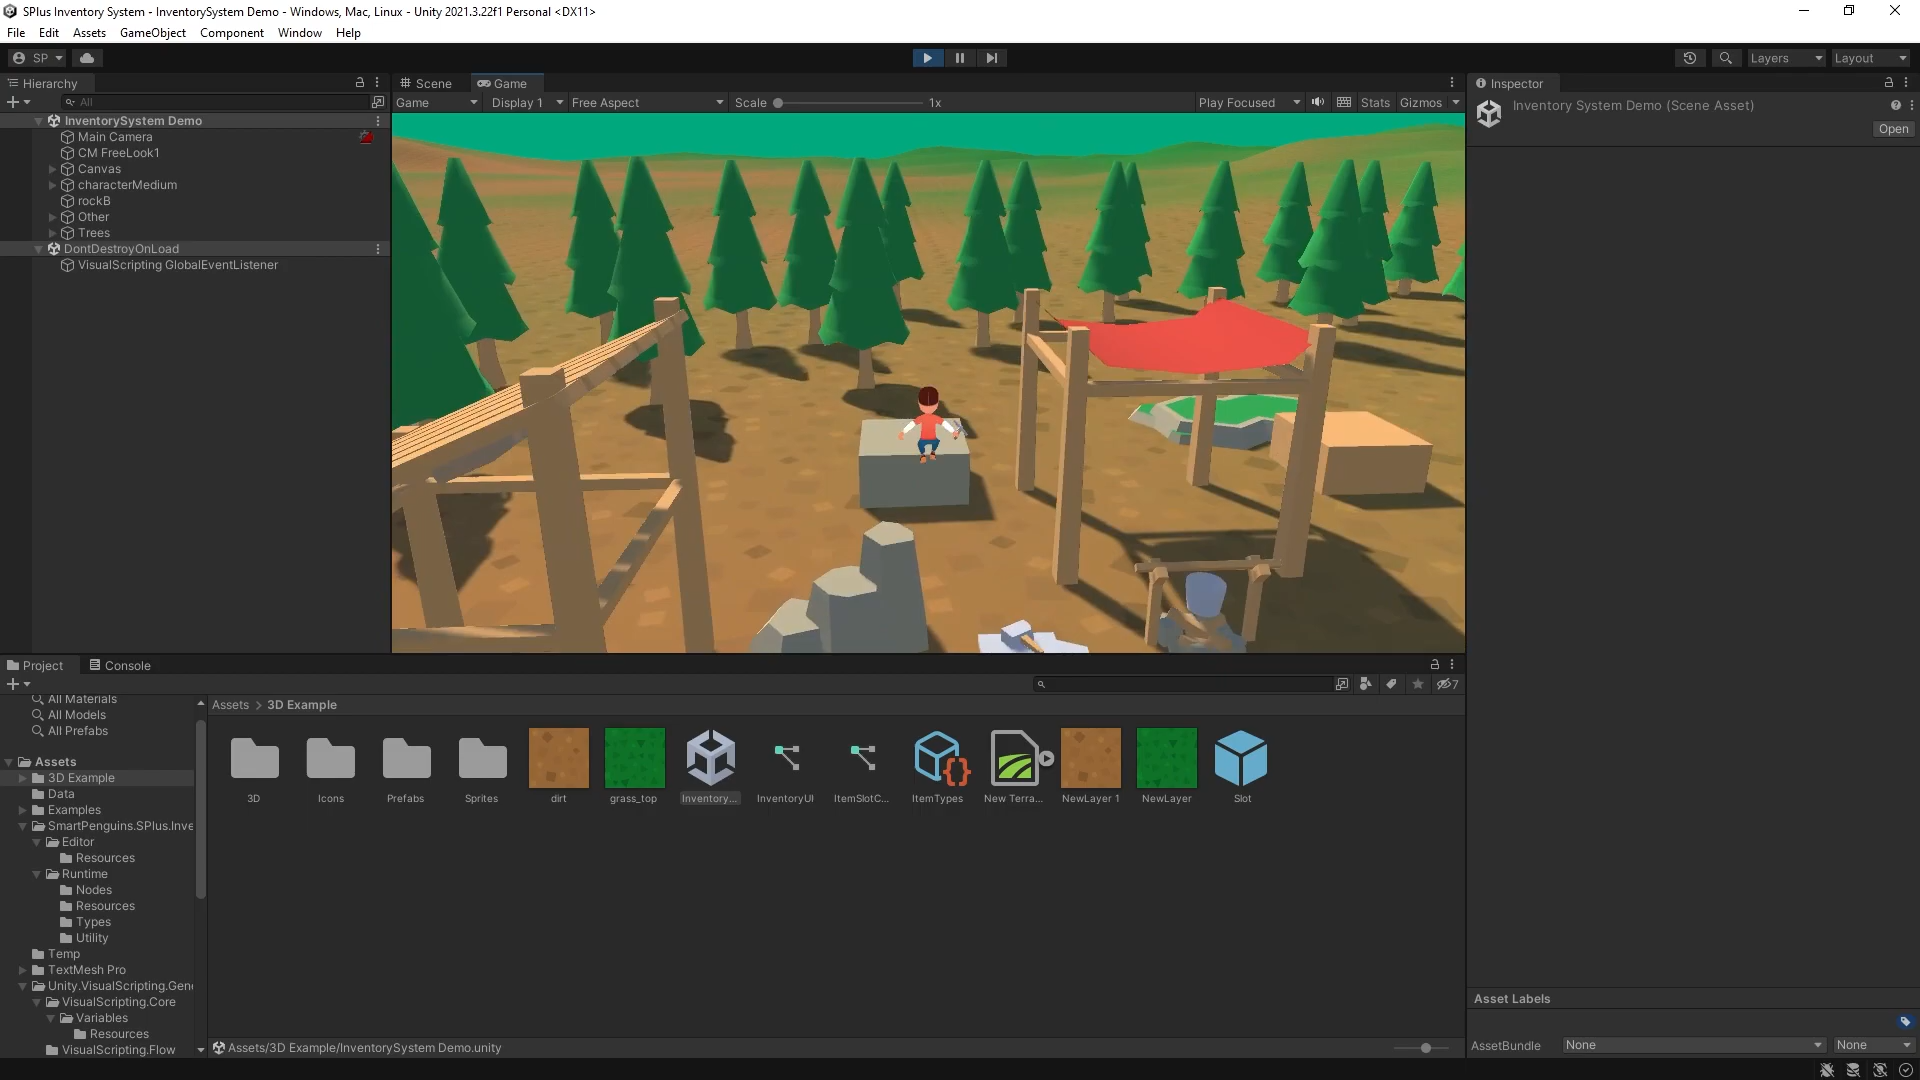 SPlus Inventory System - InventorySystem Demo - Windows, Mac, Linux - Unity 2021.3.22f1 Personal <DX11>
File Edit Assets GameObject Component Window Help
SP
Layers Layout
Hierarchy
All
InventorySystem Demo
Main Camera
CM FreeLook1
Canvas
characterMedium
rockB
Other
Trees
DontDestroyOnLoad
VisualScripting GlobalEventListener
Scene Game
Game Display 1 Free Aspect Scale 1x Play Focused Stats Gizmos
Inspector
Inventory System Demo (Scene Asset)
Open
Project Console
7
All Materials
All Models
All Prefabs
Assets
3D Example
Data
Examples
SmartPenguins.SPlus.Inve
Editor
Resources
Runtime
Nodes
Resources
Types
Utility
Temp
TextMesh Pro
Unity.VisualScripting.Gene
VisualScripting.Core
Variables
Resources
VisualScripting.Flow
Assets > 3D Example
3D Icons Prefabs Sprites dirt grass_top Inventory... InventoryUI ItemSlotC... ItemTypes New Terra... NewLayer 1 NewLayer Slot
Assets/3D Example/InventorySystem Demo.unity
Asset Labels
AssetBundle None None